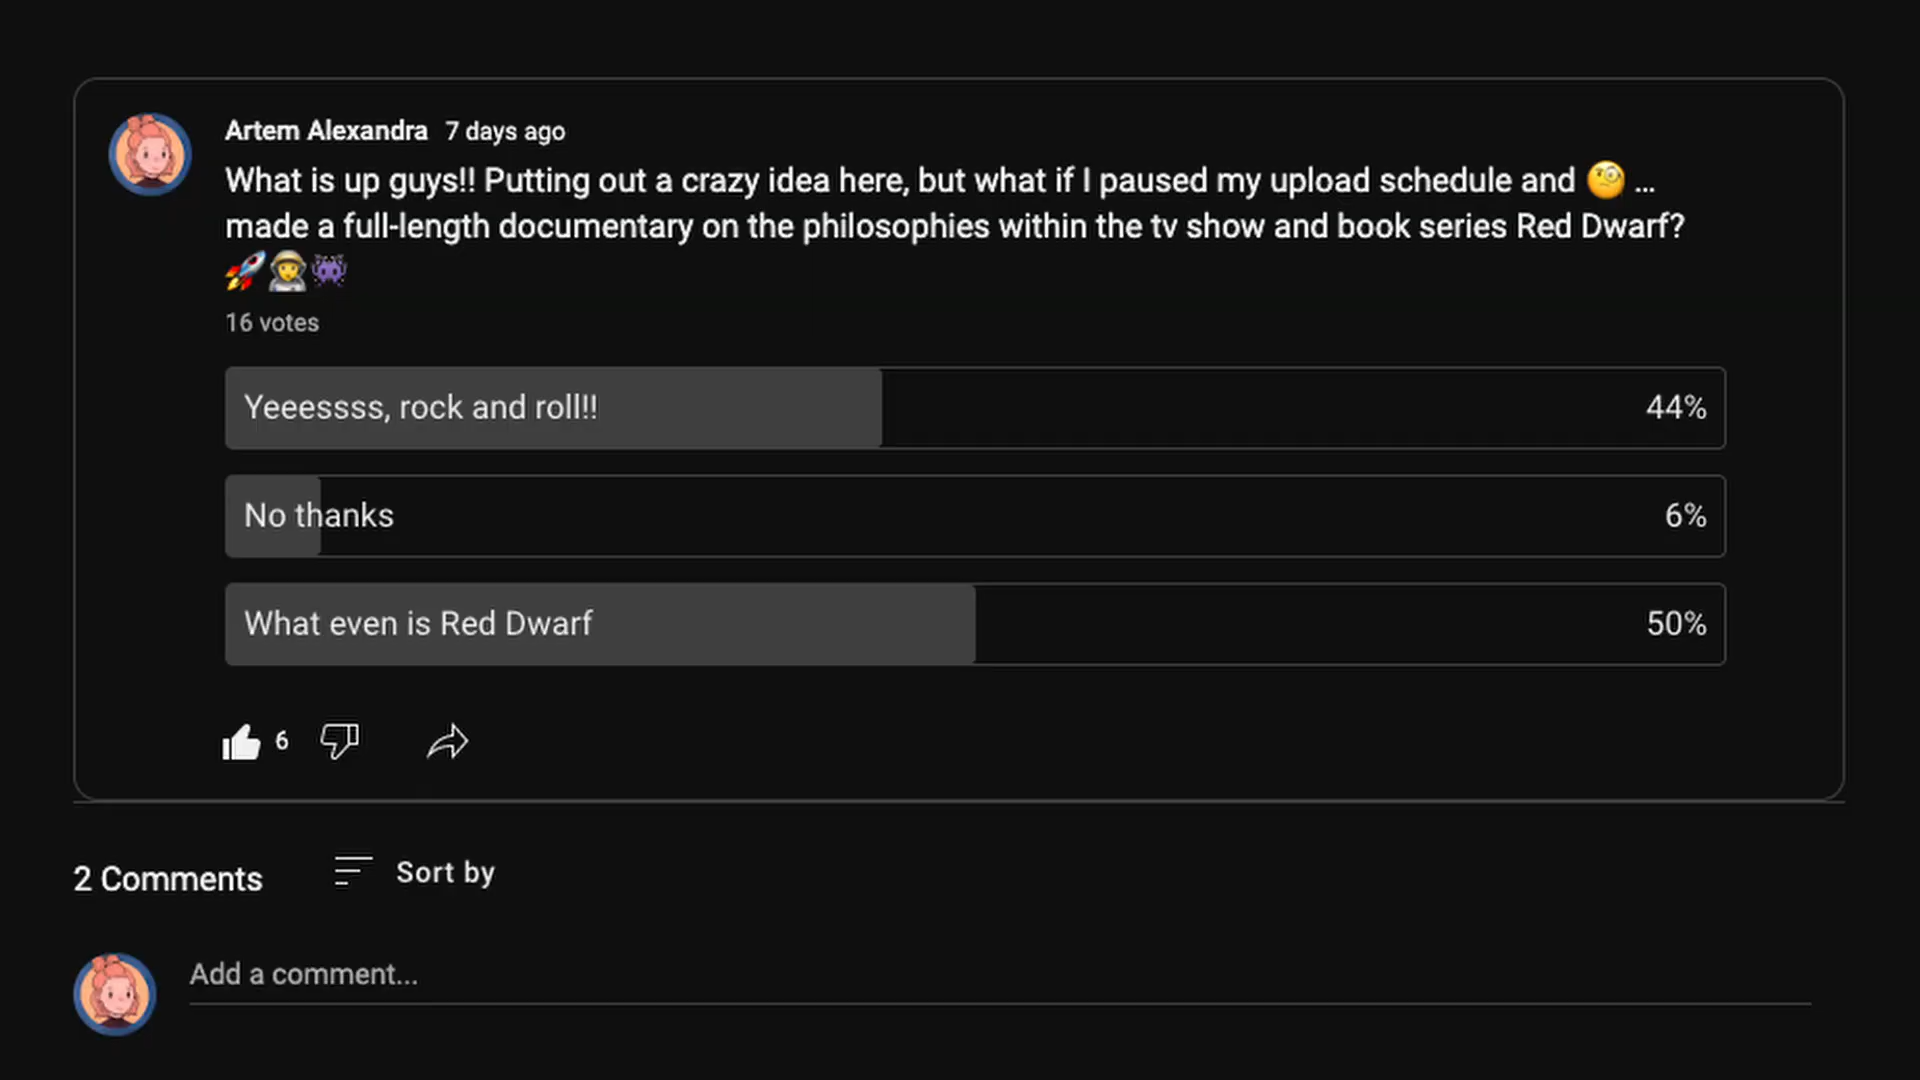 Artem Alexandra 7 days ago
What is up guys!! Putting out a crazy idea here, but what if I paused my upload schedule and 🧐 ...
made a full-length documentary on the philosophies within the tv show and book series Red Dwarf?
🚀👩‍🚀👾
16 votes
Yeeessss, rock and roll!! 44%
No thanks 6%
What even is Red Dwarf 50%
6
2 Comments Sort by
Add a comment...